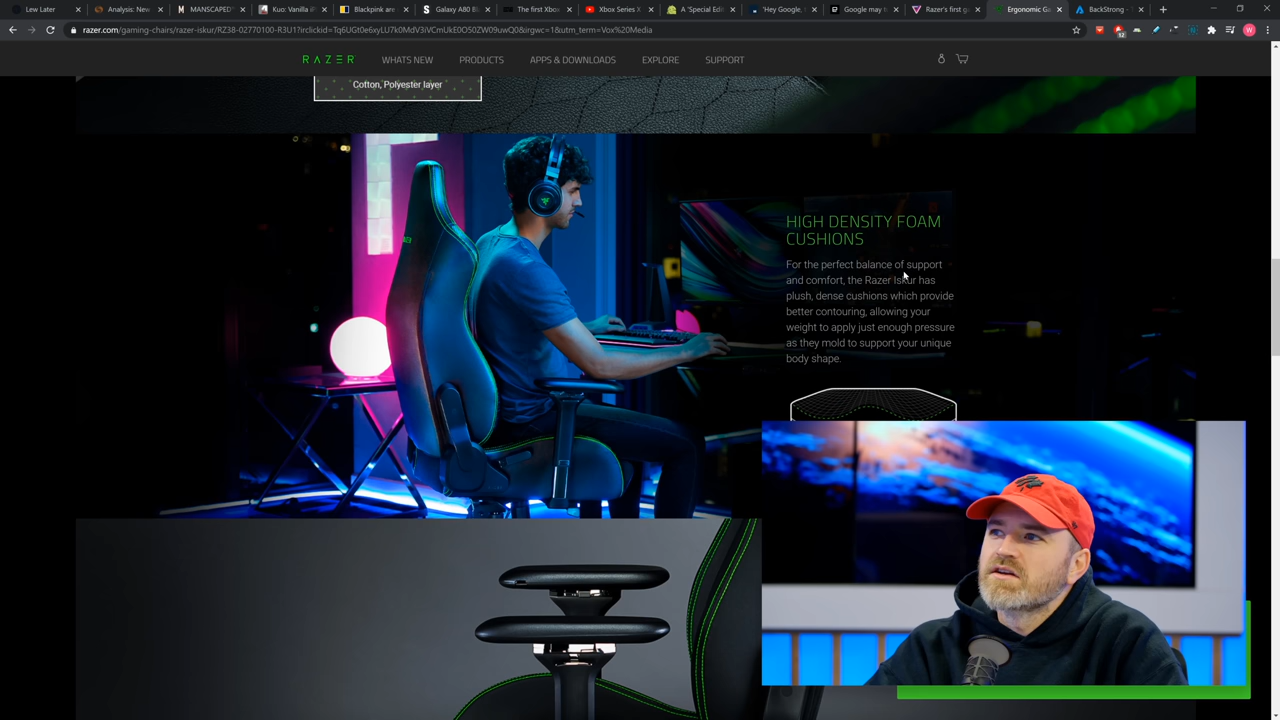 Lew Later
Analysis: New
MANSCAPED
Kuo: Vanilla iP
Blackpink are
Galaxy A80 Bl
The first Xbox
Xbox Series X
A 'Special Edi
'Hey Google,
Google may
Razer's first g
Ergonomic Ga
BackStrong -
razer.com/gaming-chairs/razer-iskur/RZ38-02770100-R3U1?irclickid=Tq6UGt0e6xyLU7k0MdV3iVCmUkE0O50ZW09uwQ0&irgwc=1&utm_term=Vox%20Media
12
W
RAZER
WHATS NEW
PRODUCTS
APPS & DOWNLOADS
EXPLORE
SUPPORT
Cotton, Polyester layer
HIGH DENSITY FOAM
CUSHIONS
For the perfect balance of support
and comfort, the Razer Iskur has
plush, dense cushions which provide
better contouring, allowing your
weight to apply just enough pressure
as they mold to support your unique
body shape.